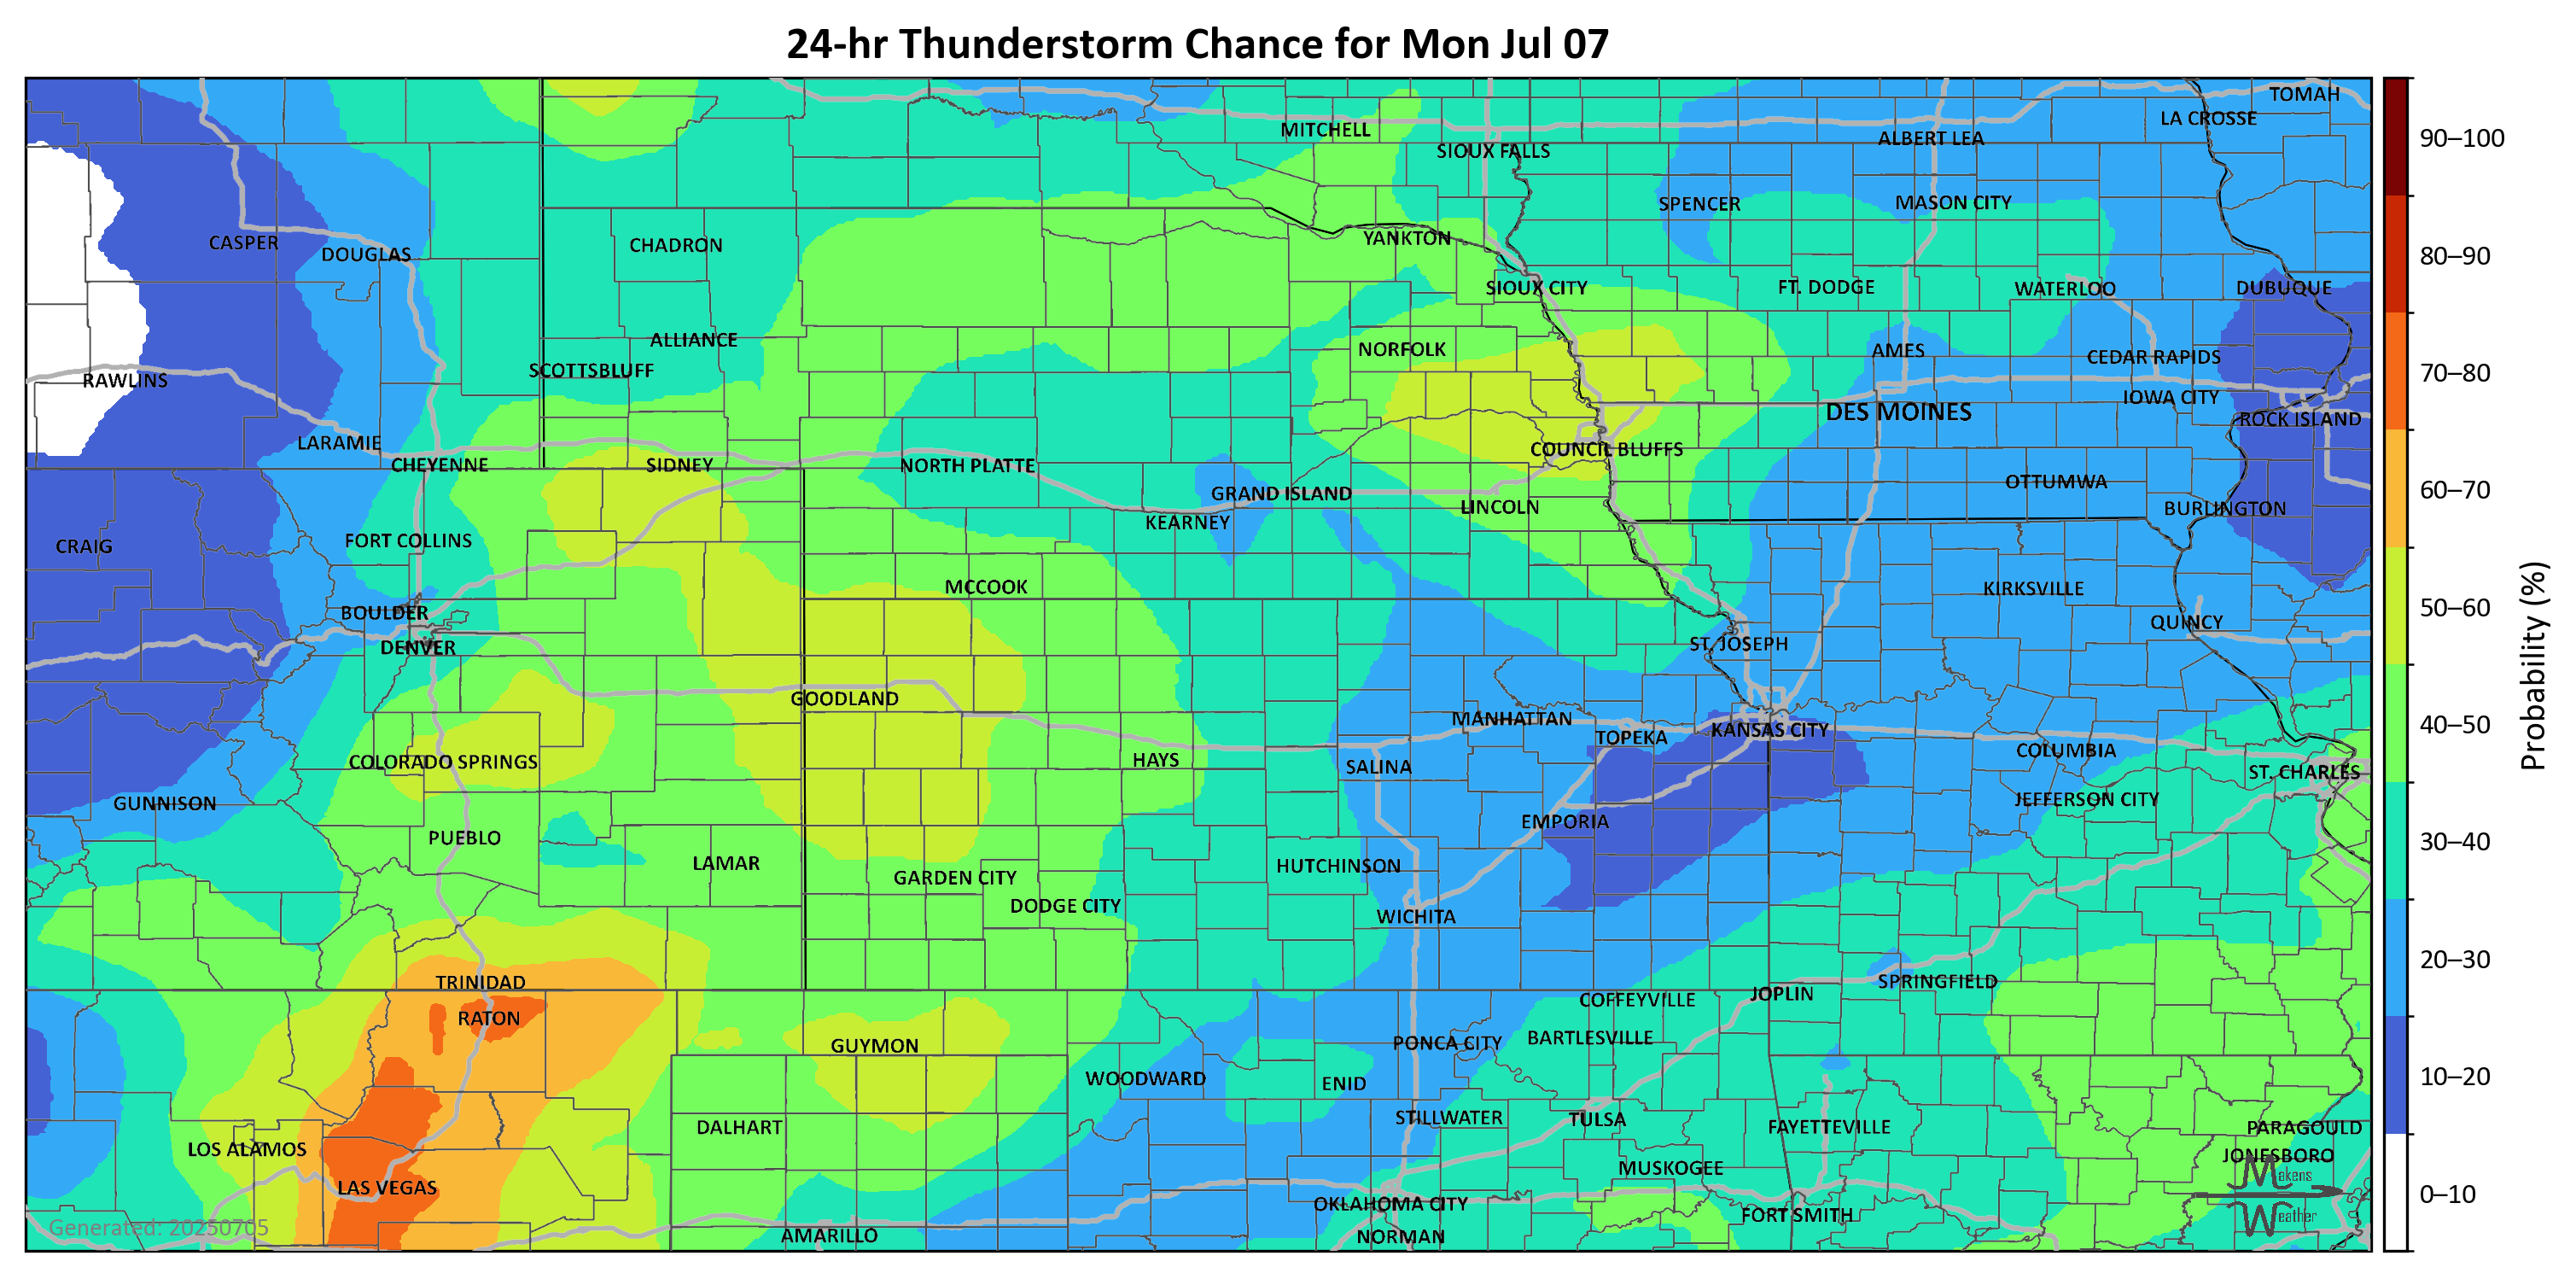 24-hr Thunderstorm Chance for Mon Jul 07
TOMAH
LA CROSSE
MITCHELL
ALBERT LEA
90–100
SIOUX FALLS
SPENCER
MASON CITY
CASPER
DOUGLAS
CHADRON
YANKTON
80–90
SIOUX CITY
FT. DODGE
WATERLOO
DUBUQUE
ALLIANCE
NORFOLK
AMES
CEDAR RAPIDS
RAWLINS
SCOTTSBLUFF
70–80
IOWA CITY
DES MOINES
ROCK ISLAND
LARAMIE
COUNCIL BLUFFS
CHEYENNE
SIDNEY
NORTH PLATTE
OTTUMWA
60–70
GRAND ISLAND
LINCOLN
BURLINGTON
KEARNEY
CRAIG
FORT COLLINS
MCCOOK
KIRKSVILLE
BOULDER
50–60
QUINCY
DENVER
ST. JOSEPH
Probability (%)
GOODLAND
MANHATTAN
TOPEKA
KANSAS CITY
40–50
COLUMBIA
COLORADO SPRINGS
HAYS
SALINA
ST. CHARLES
GUNNISON
JEFFERSON CITY
EMPORIA
PUEBLO
30–40
LAMAR
HUTCHINSON
GARDEN CITY
DODGE CITY
WICHITA
20–30
TRINIDAD
SPRINGFIELD
JOPLIN
COFFEYVILLE
RATON
BARTLESVILLE
GUYMON
PONCA CITY
WOODWARD
ENID
10–20
STILLWATER
TULSA
DALHART
FAYETTEVILLE
PARAGOULD
LOS ALAMOS
JONESBORO
MUSKOGEE
Makens
LAS VEGAS
0–10
OKLAHOMA CITY
FORT SMITH
Weather
Generated: 20250705
AMARILLO
NORMAN